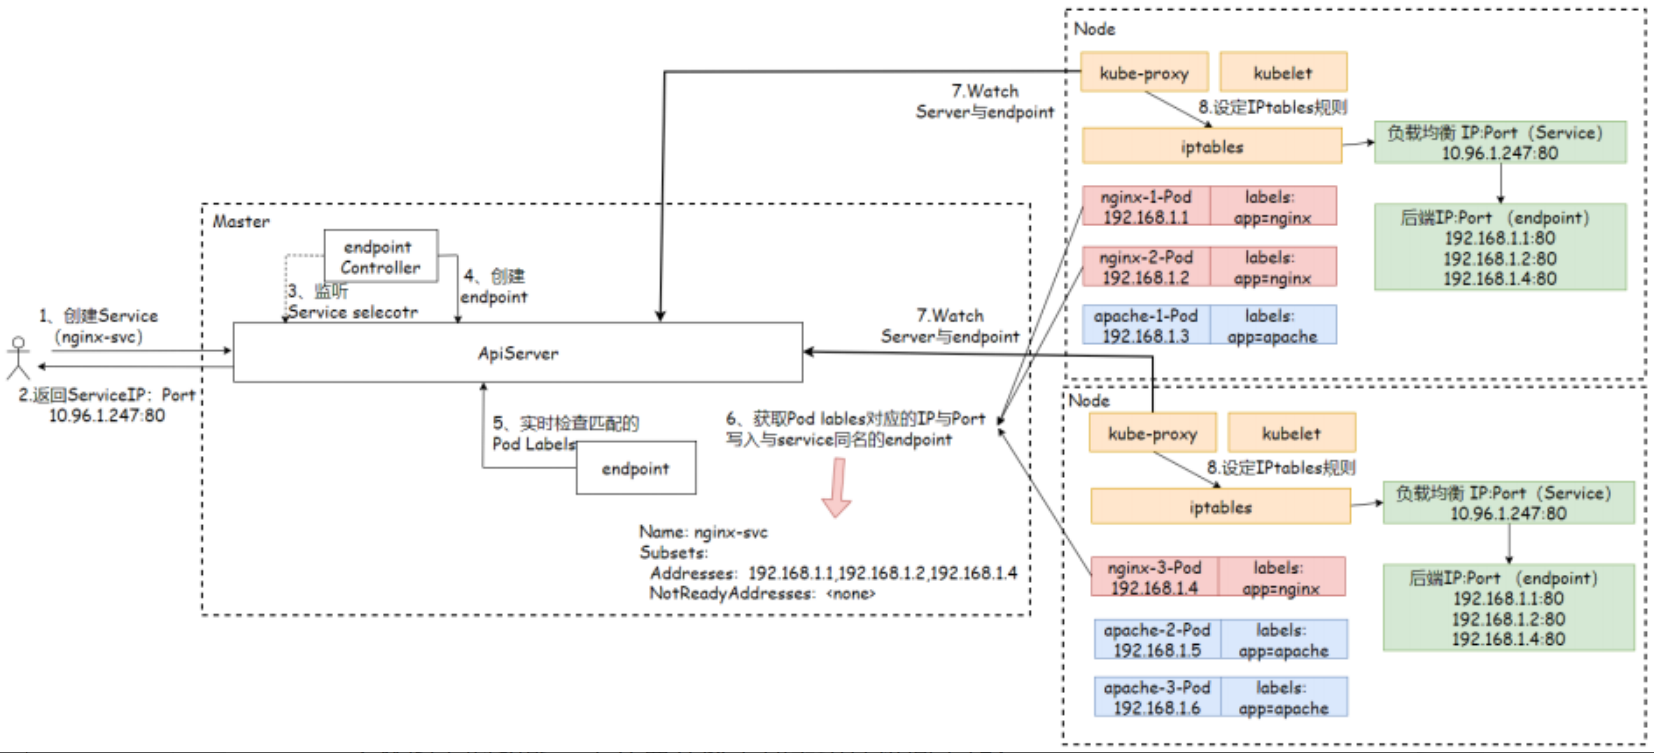 Master
endpoint
Controller
3、监听
Service selecotr
4、创建
endpoint
1、创建Service
(nginx-svc)
ApiServer
2.返回ServiceIP：Port
10.96.1.247:80
5、实时检查匹配的
Pod Labels
endpoint
6、获取Pod lables对应的IP与Port
写入与service同名的endpoint
Name: nginx-svc
Subsets:
Addresses: 192.168.1.1,192.168.1.2,192.168.1.4
NotReadyAddresses: <none>
7.Watch
Server与endpoint
7.Watch
Server与endpoint
Node
kube-proxy
kubelet
8.设定IPtables规则
iptables
负载均衡 IP:Port（Service）
10.96.1.247:80
nginx-1-Pod
192.168.1.1
labels:
app=nginx
nginx-2-Pod
192.168.1.2
labels:
app=nginx
apache-1-Pod
192.168.1.3
labels:
app=apache
后端IP:Port （endpoint）
192.168.1.1:80
192.168.1.2:80
192.168.1.4:80
Node
kube-proxy
kubelet
8.设定IPtables规则
iptables
负载均衡 IP:Port（Service）
10.96.1.247:80
nginx-3-Pod
192.168.1.4
labels:
app=nginx
apache-2-Pod
192.168.1.5
labels:
app=apache
apache-3-Pod
192.168.1.6
labels:
app=apache
后端IP:Port （endpoint）
192.168.1.1:80
192.168.1.2:80
192.168.1.4:80